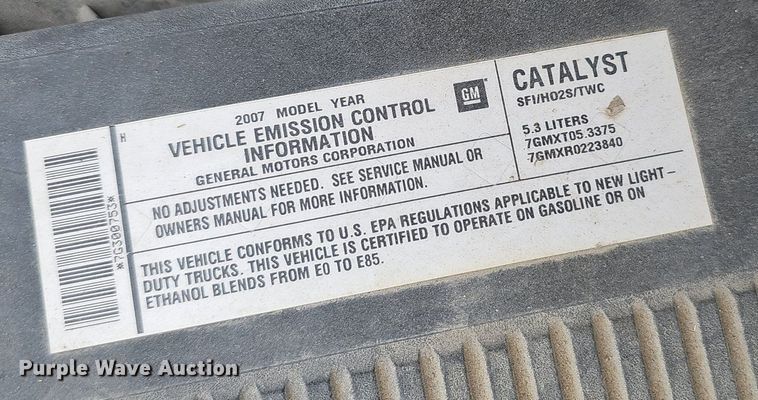 H
2007 MODEL YEAR
VEHICLE EMISSION CONTROL
INFORMATION
GENERAL MOTORS CORPORATION
GM
NO ADJUSTMENTS NEEDED. SEE SERVICE MANUAL OR
OWNERS MANUAL FOR MORE INFORMATION.
CATALYST
SFI/HO2S/TWC
5.3 LITERS
7GMXT05.3375
7GMXR0223840
THIS VEHICLE CONFORMS TO U.S. EPA REGULATIONS APPLICABLE TO NEW LIGHT-
DUTY TRUCKS. THIS VEHICLE IS CERTIFIED TO OPERATE ON GASOLINE OR ON
ETHANOL BLENDS FROM E0 TO E85.
*7G300753*
Purple Wave Auction®